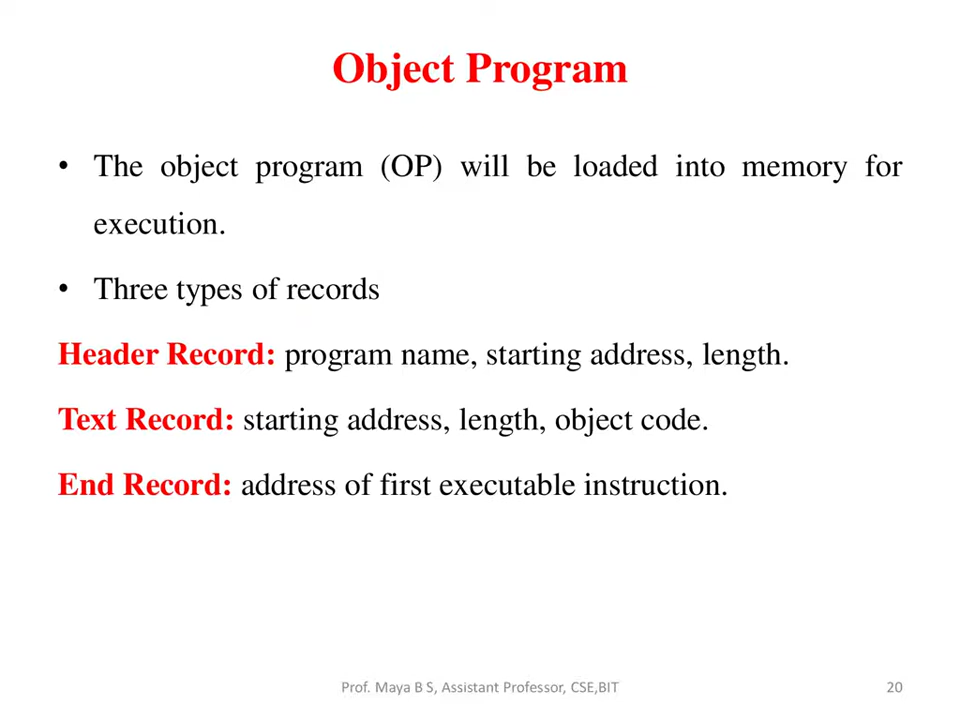 Object Program
• The object program (OP) will be loaded into memory for
execution.
• Three types of records
Header Record: program name, starting address, length.
Text Record: starting address, length, object code.
End Record: address of first executable instruction.
Prof. Maya B S, Assistant Professor, CSE,BIT 20